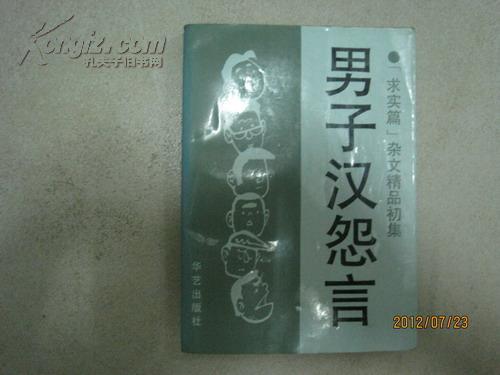 Kongfz.com
孔夫子旧书网
「求实篇」杂文精品初集
男子汉怨言
华艺出版社
2012/07/23